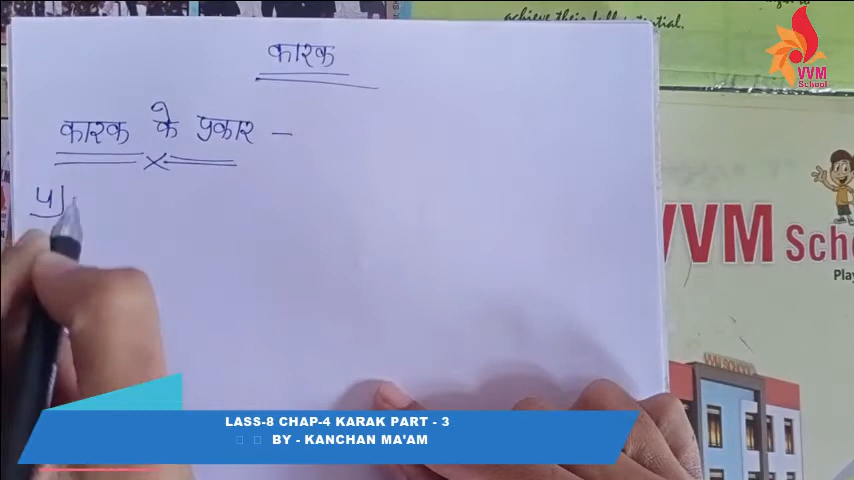 achieve their full potential.
VVM
School
कारक
कारक के प्रकार -
५)
VVM
Play
LASS-8 CHAP-4 KARAK PART - 3
BY - KANCHAN MA'AM